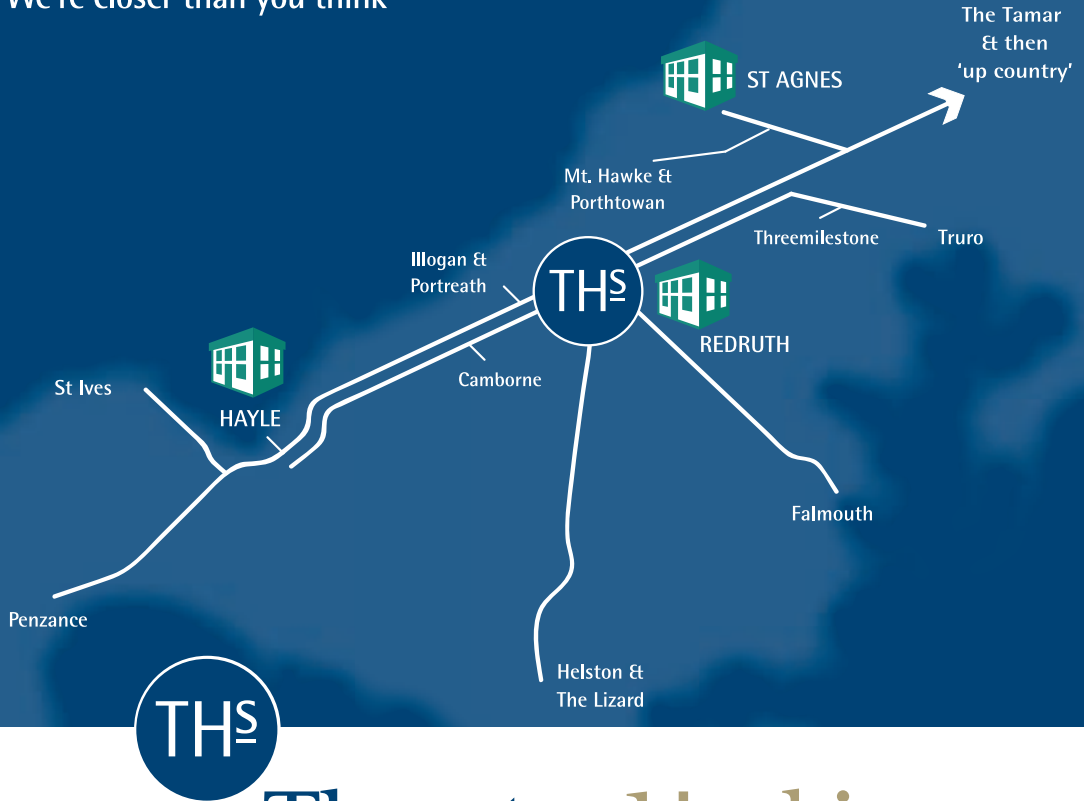 We're closer than you think
The Tamar
& then
'up country'
ST AGNES
Mt. Hawke &
Porthtowan
Threemilestone
Truro
Illogan &
Portreath
THS
REDRUTH
Camborne
St Ives
HAYLE
Falmouth
Penzance
Helston &
The Lizard
THS